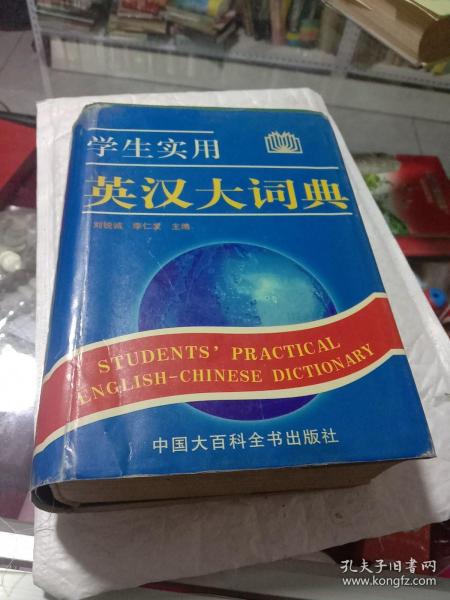 学生实用
英汉大词典
刘锐诚 李仁发 主编
STUDENTS' PRACTICAL
ENGLISH-CHINESE DICTIONARY
中国大百科全书出版社
孔夫子旧书网
www.kongfz.com